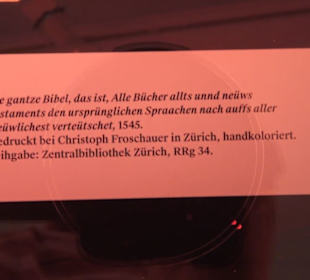 e gantze Bibel, das ist, Alle Bücher allts unnd neüws
staments den ursprünglichen Spraachen nach auffs aller
eüwlichest verteütschet, 1545.
edruckt bei Christoph Froschauer in Zürich, handkoloriert.
ihgabe: Zentralbibliothek Zürich, RRg 34.